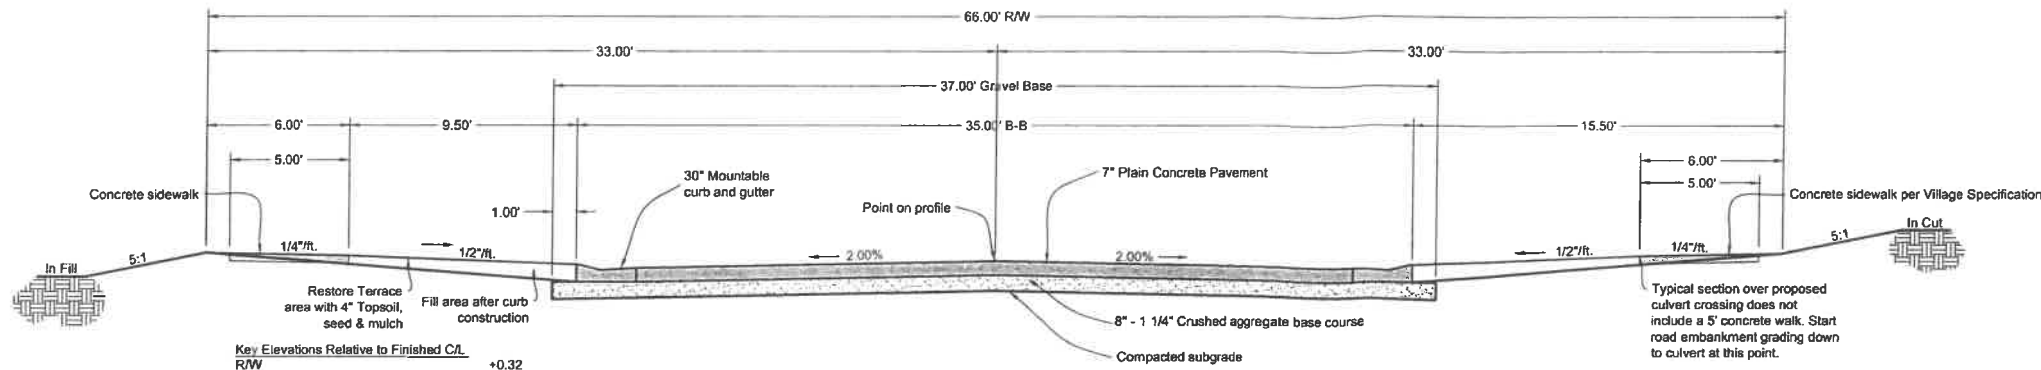 66.00' R/W
33.00'
33.00'
37.00' Gravel Base
6.00'
9.50'
35.00' B-B
15.50'
5.00'
6.00'
5.00'
Concrete sidewalk
30" Mountable
curb and gutter
7" Plain Concrete Pavement
Concrete sidewalk per Village Specification
1.00'
Point on profile
In Fill
5:1
1/4"/ft.
1/2"/ft.
2.00%
2.00%
1/2"/ft.
1/4"/ft.
5:1
In Cut
Restore Terrace
area with 4" Topsoil,
seed & mulch
Fill area after curb
construction
8" - 1 1/4" Crushed aggregate base course
Compacted subgrade
Typical section over proposed
culvert crossing does not
include a 5' concrete walk. Start
road embankment grading down
to culvert at this point.
Key Elevations Relative to Finished C/L
R/W +0.32